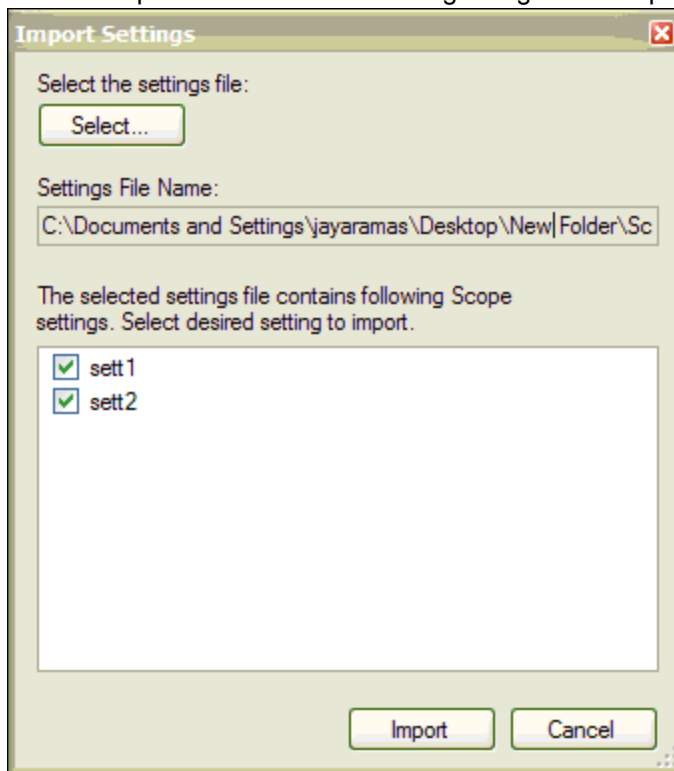 Import Settings
Select the settings file:
Select...
Settings File Name:
C:\Documents and Settings\jayaramas\Desktop\New Folder\Sc
The selected settings file contains following Scope
settings. Select desired setting to import.
sett1
sett2
Import Cancel